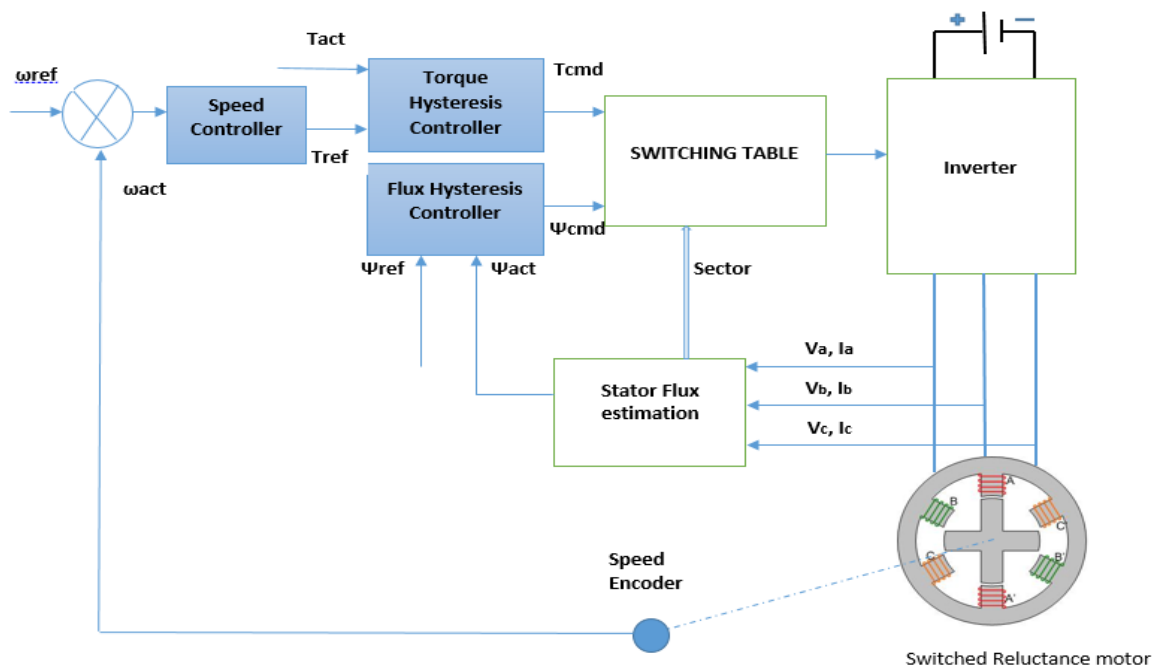 ωref
ωact
Speed
Controller
Tact
Tref
Torque
Hysteresis
Controller
Tcmd
Flux Hysteresis
Controller
Ψcmd
Ψref
Ψact
SWITCHING TABLE
Sector
+
−
Inverter
Stator Flux
estimation
Va, Ia
Vb, Ib
Vc, Ic
A
B
C'
C
B'
A'
Speed
Encoder
Switched Reluctance motor